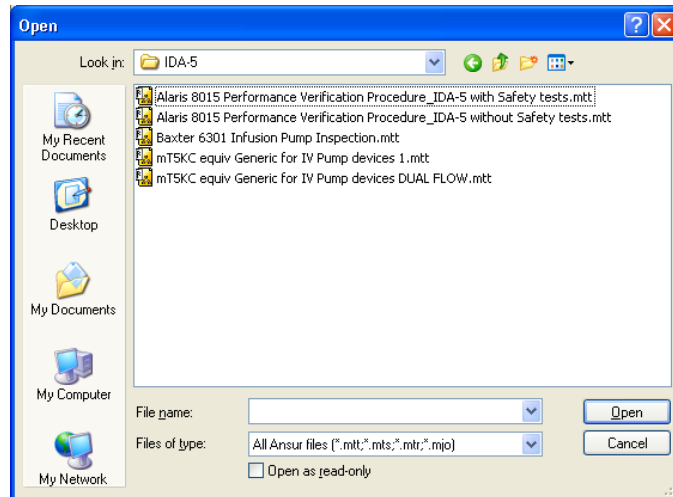 Open
Look in: IDA-5
My Recent
Documents
Desktop
My Documents
My Computer
My Network
Alaris 8015 Performance Verification Procedure_IDA-5 with Safety tests.mtt
Alaris 8015 Performance Verification Procedure_IDA-5 without Safety tests.mtt
Baxter 6301 Infusion Pump Inspection.mtt
mT5KC equiv Generic for IV Pump devices 1.mtt
mT5KC equiv Generic for IV Pump devices DUAL FLOW.mtt
File name: Open
Files of type: All Ansur files (*.mtt;*.mts;*.mtr;*.mjo) Cancel
Open as read-only